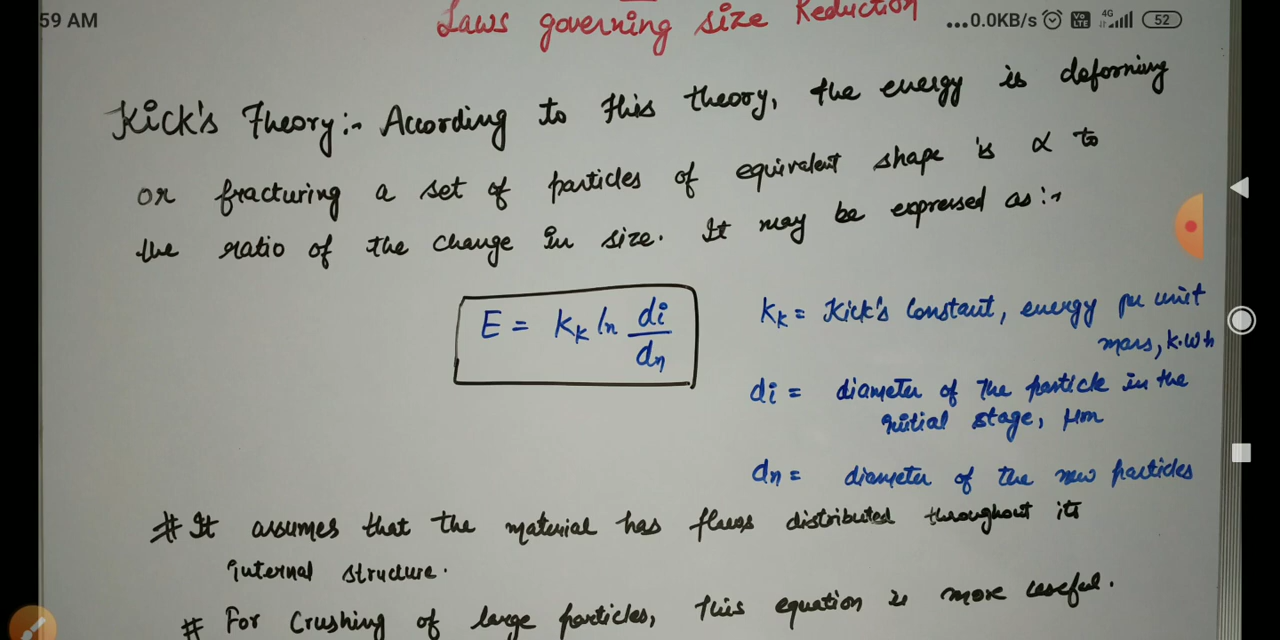 59 AM
...0.0KB/s
Vo LTE
4G
52
Laws governing size Reduction
Kick's Theory:- According to this theory, the energy is deforming
or fracturing a set of particles of equivalent shape is ∝ to
the ratio of the change in size. It may be expressed as:-
E = Kk ln di/dn
Kk = Kick's Constant, energy per unit
mass, k.wh
di = diameter of the particle in the
initial stage, μm
dn = diameter of the new particles
# It assumes that the material has flaws distributed throughout its
internal structure.
# For Crushing of large particles, this equation is more useful.